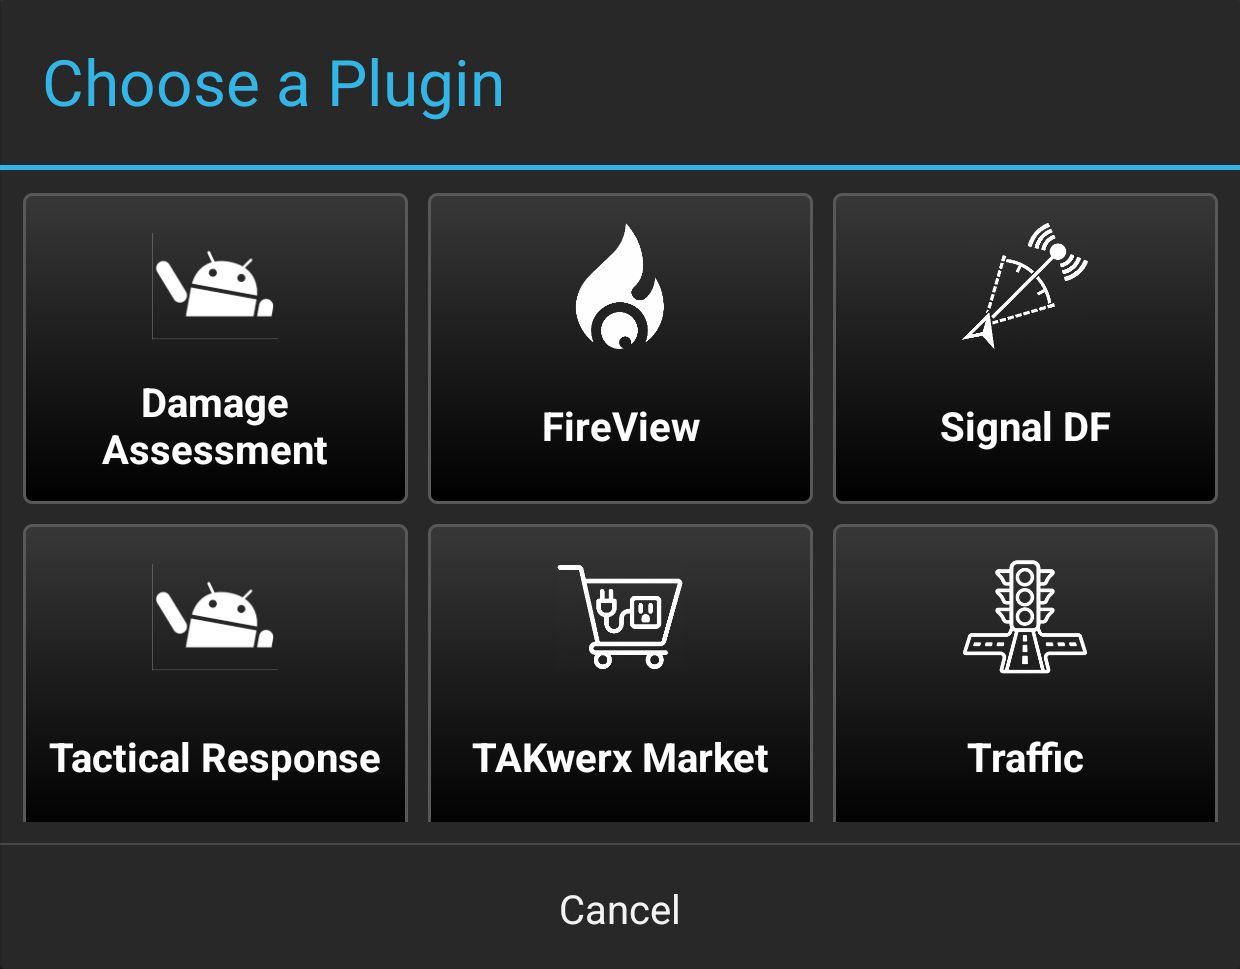 Choose a Plugin
Damage
Assessment
FireView
Signal DF
Tactical Response
TAKwerx Market
Traffic
Cancel